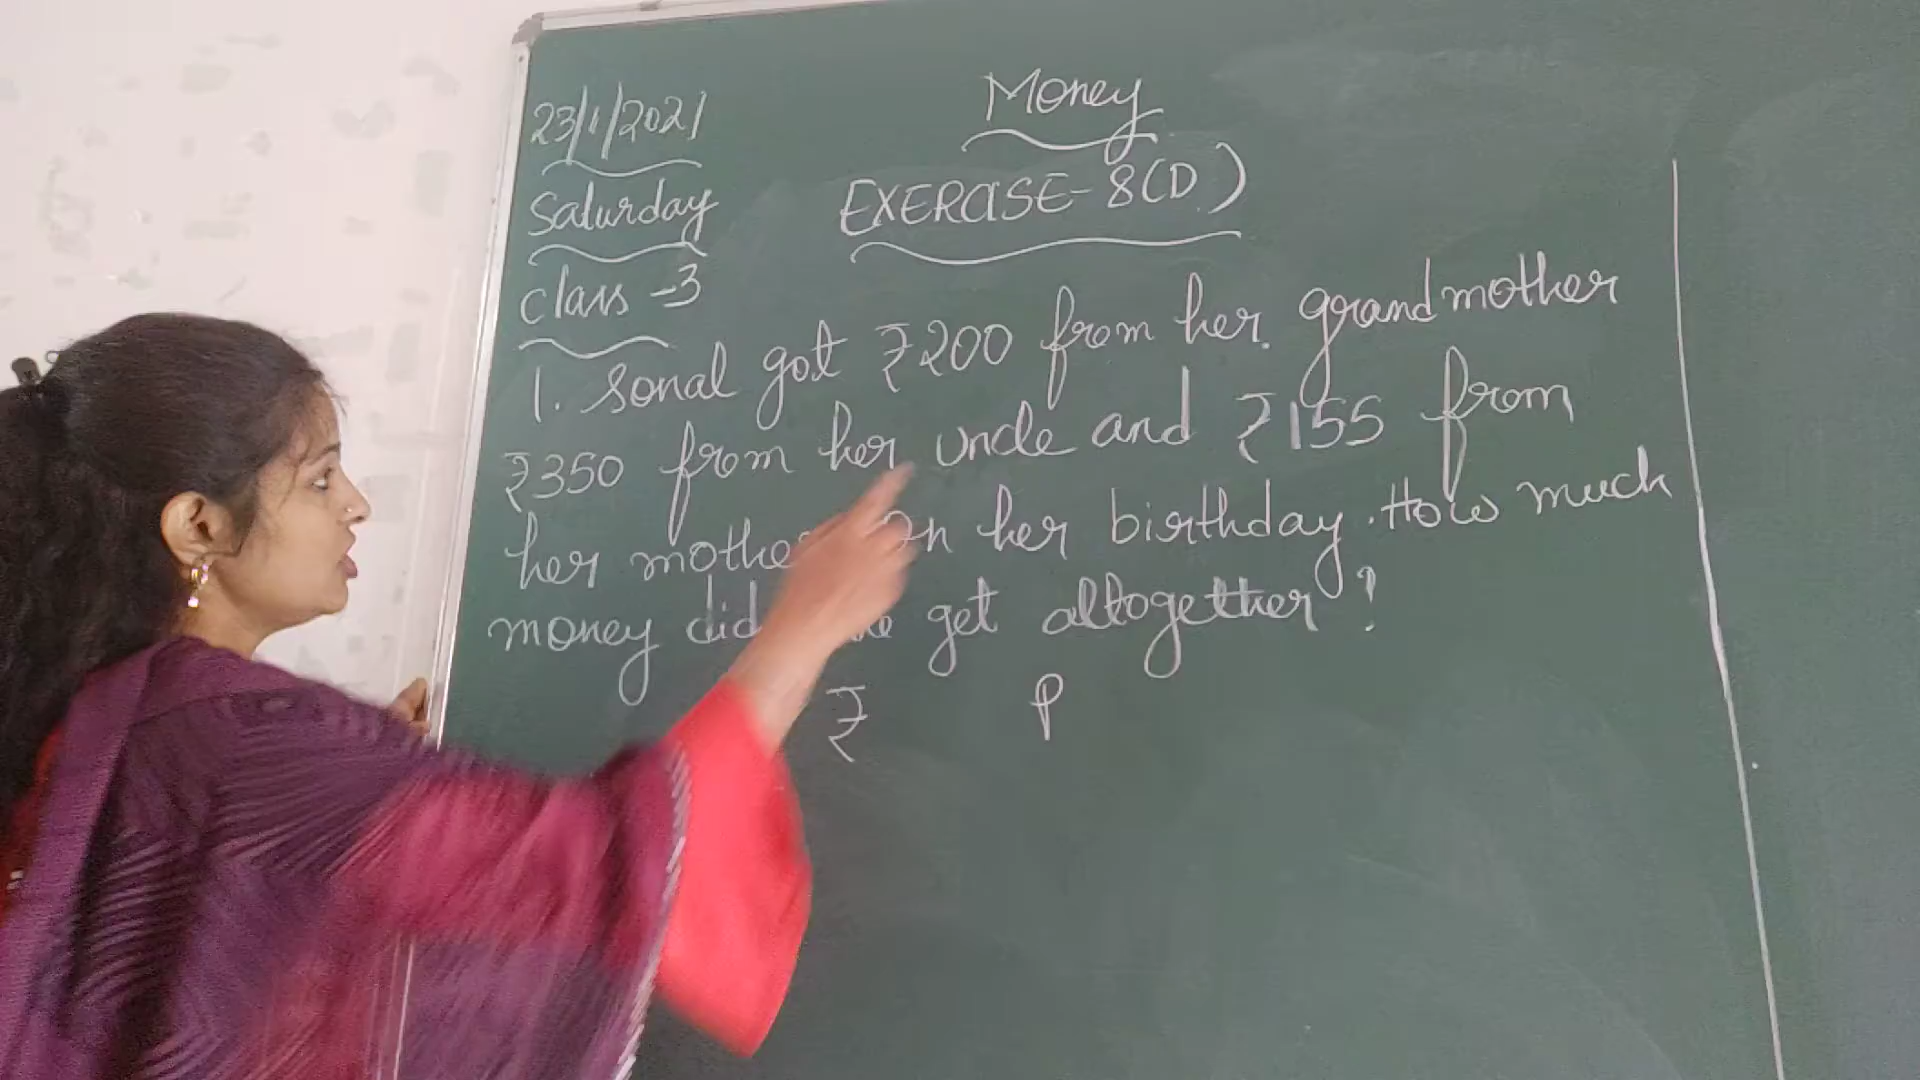 Money
23/1/2021
Saturday
EXERCISE-8(D)
Class-3
1. Sonal got ₹200 from her grandmother
₹350 from her uncle and ₹155 from
her mother on her birthday. How much
money did get altogether?
₹ P